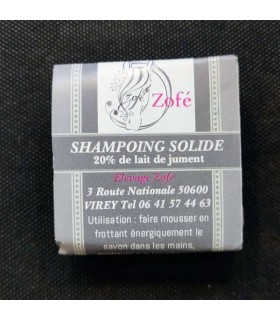 Zofé
Zofé
SHAMPOING SOLIDE
20% de lait de jument
Elevage Zofé
3 Route Nationale 50600
VIREY Tel 06 41 57 44 63
Utilisation : faire mousser en
frottant énergiquement le
savon dans les mains,